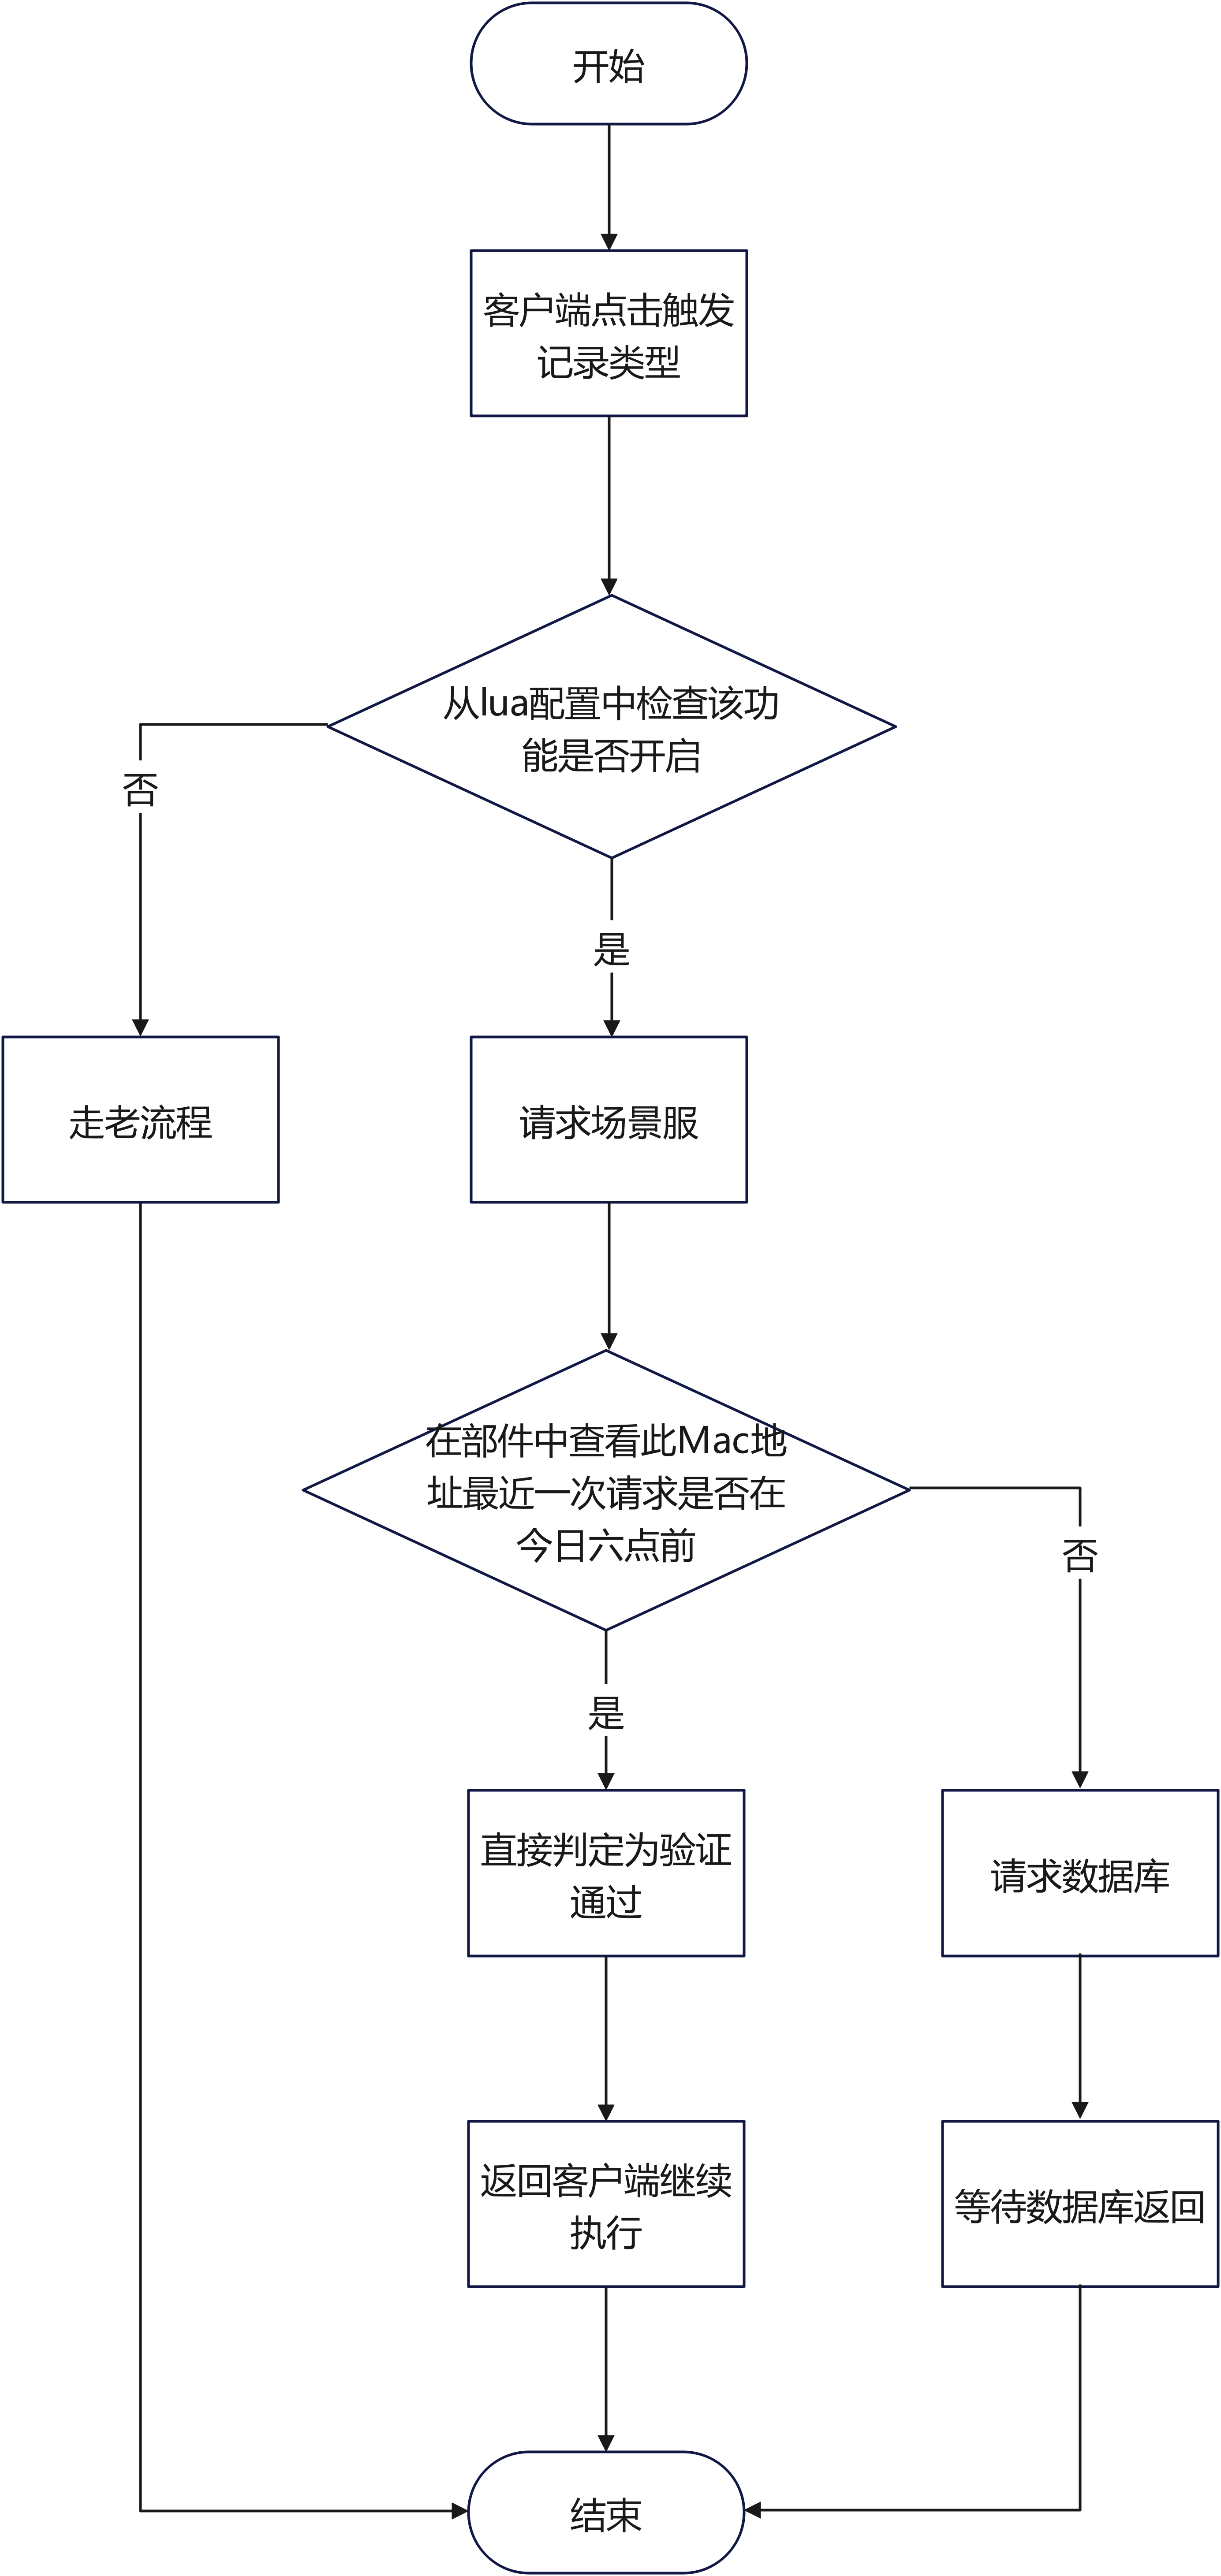 开始
客户端点击触发
记录类型
从lua配置中检查该功
能是否开启
否
是
走老流程
请求场景服
在部件中查看此Mac地
址最近一次请求是否在
今日六点前
否
是
直接判定为验证
通过
请求数据库
返回客户端继续
执行
等待数据库返回
结束